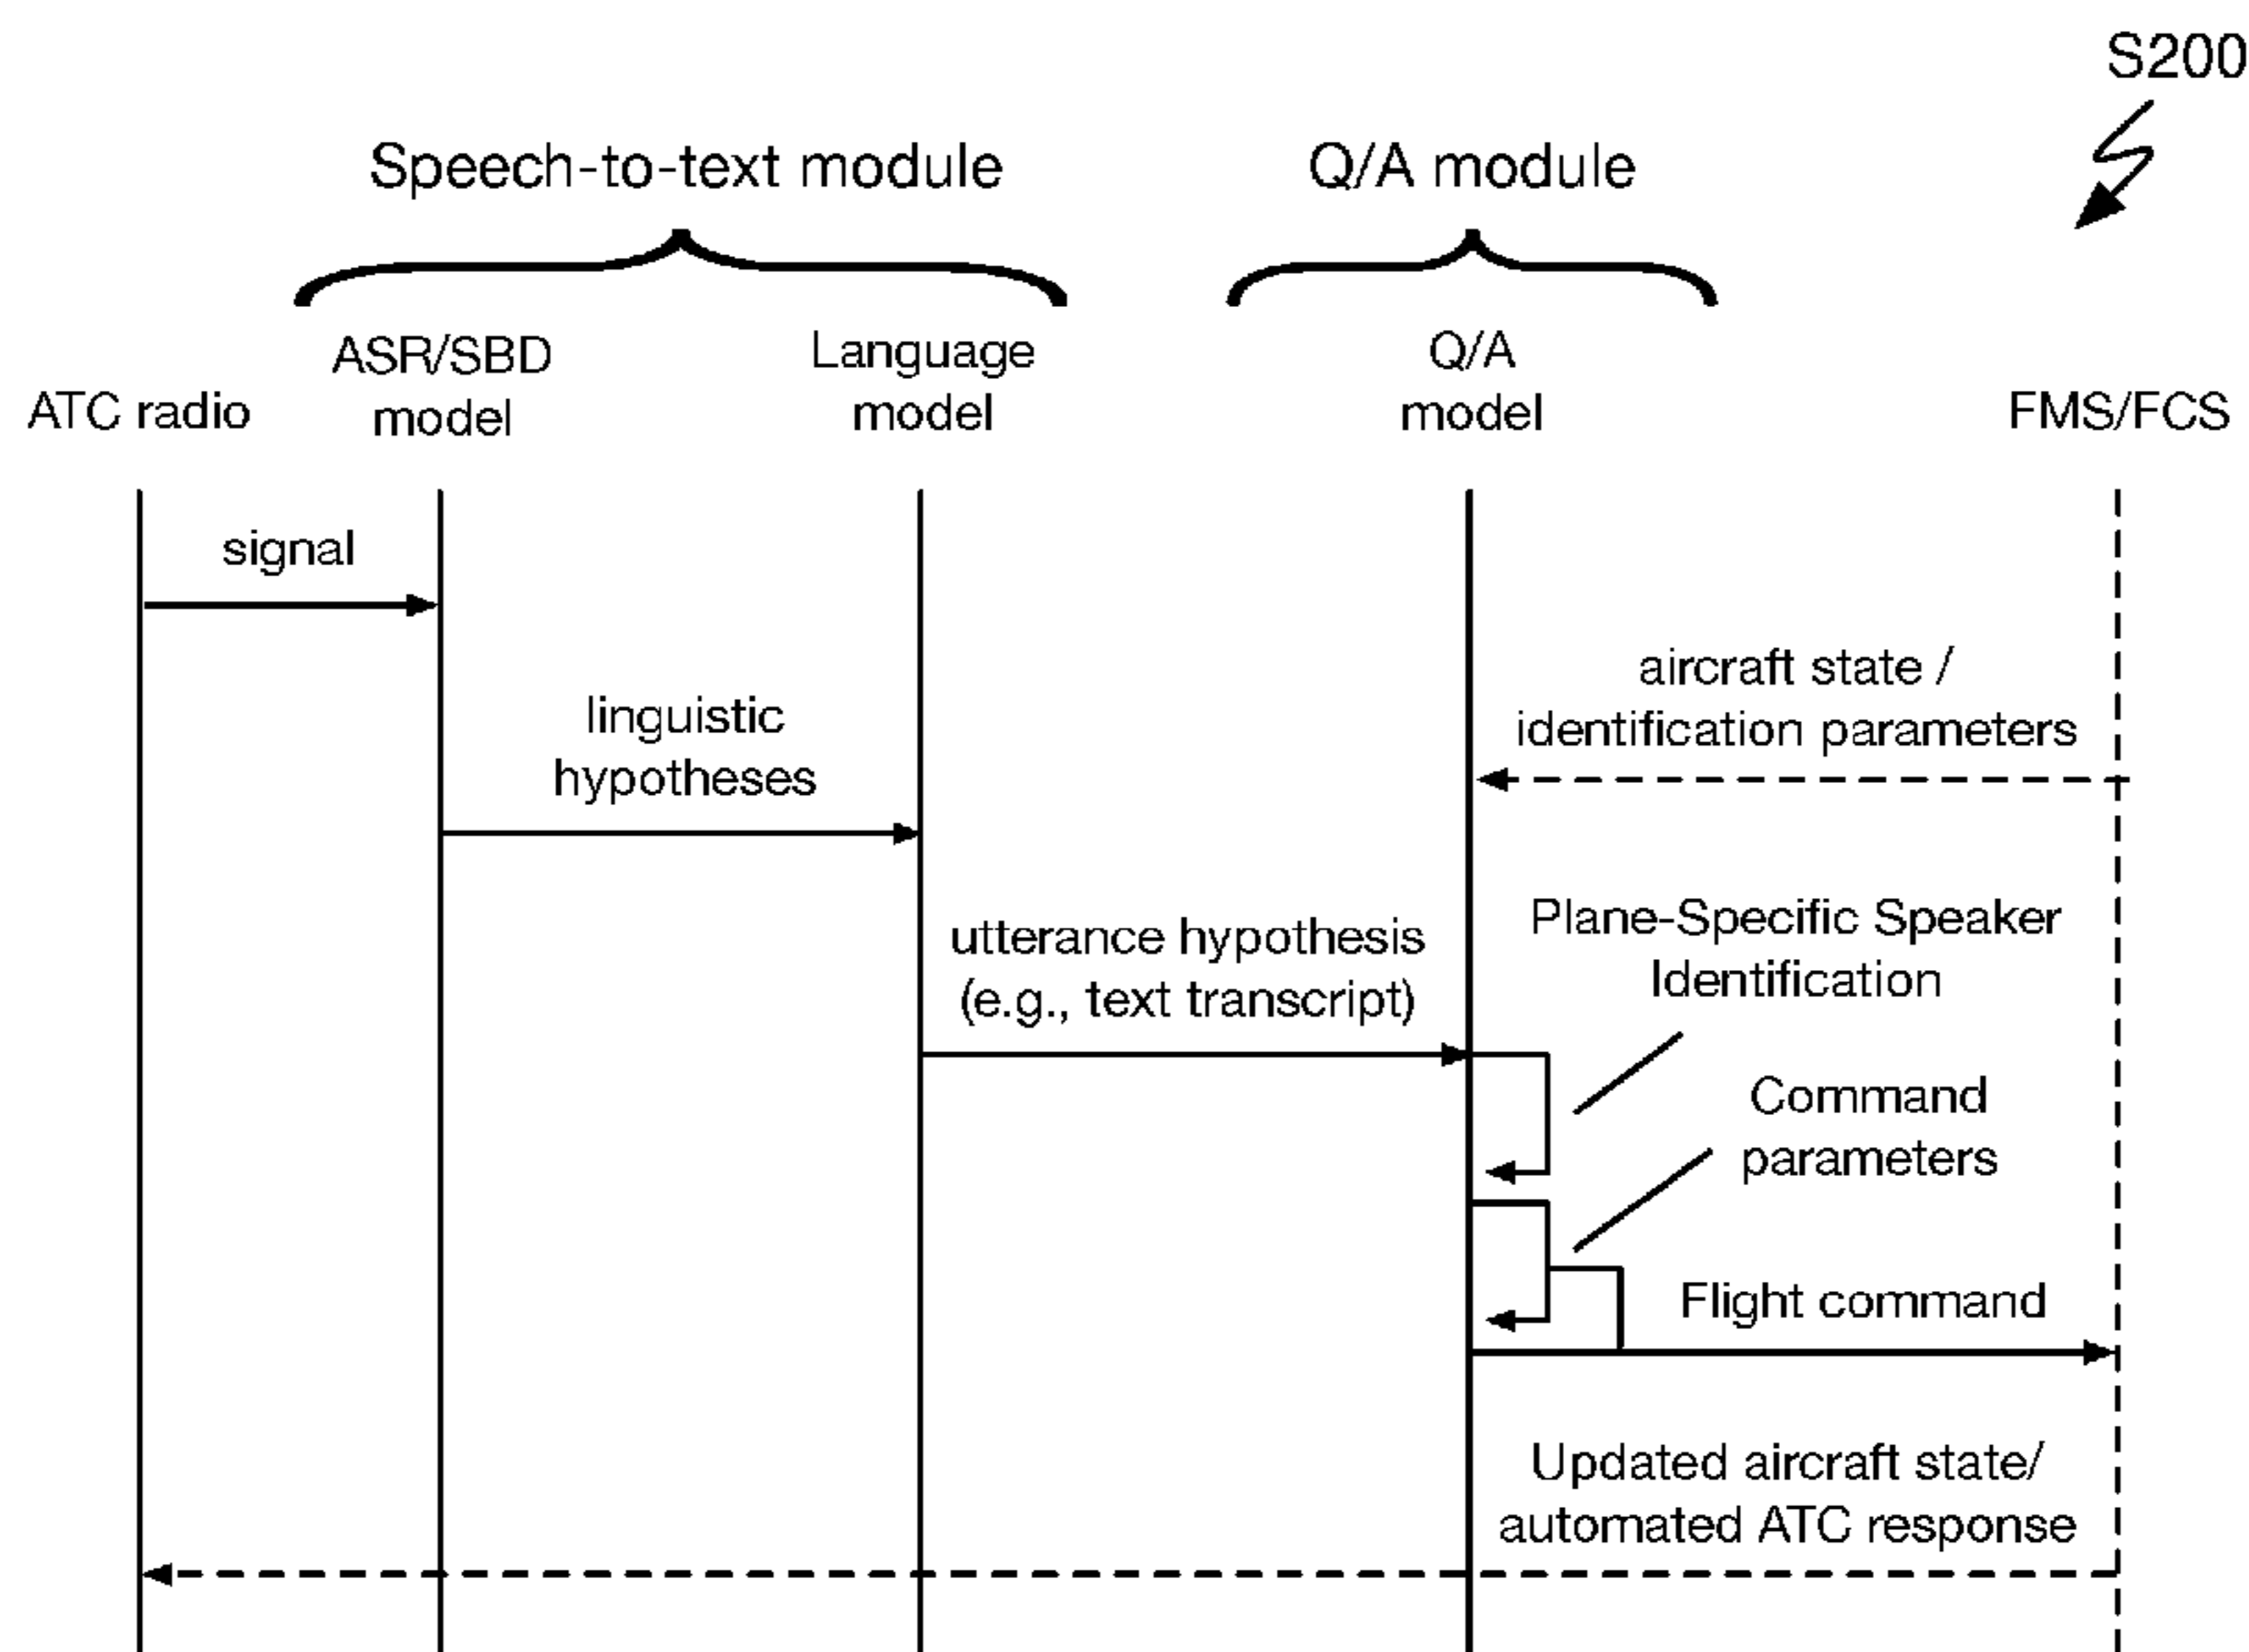 S200
Speech-to-text module
Q/A module
ATC radio
ASR/SBD
model
Language
model
Q/A
model
FMS/FCS
signal
aircraft state /
identification parameters
linguistic
hypotheses
Plane-Specific Speaker
Identification
utterance hypothesis
(e.g., text transcript)
Command
parameters
Flight command
Updated aircraft state/
automated ATC response